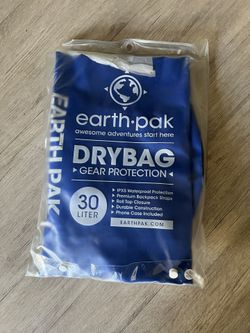 earth·pak
awesome adventures start here
DRYBAG
GEAR PROTECTION
30
LITER
IPX8 Waterproof Protection
Premium Backpack Straps
Roll Top Closure
Durable Construction
Phone Case Included
EARTHPAK.COM
EARTH PAK